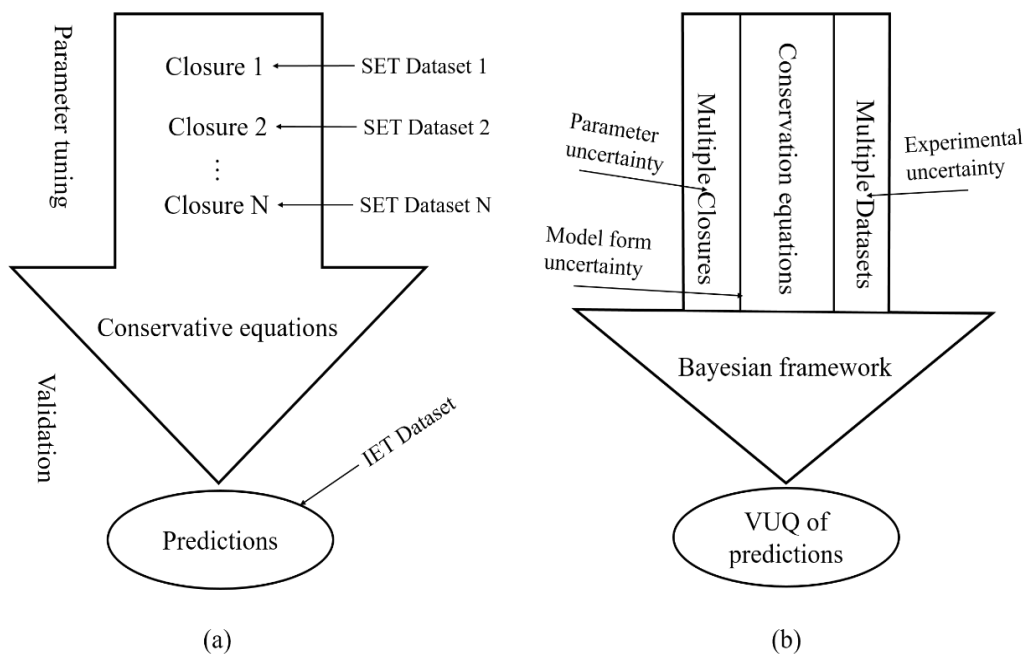 Parameter tuning
Closure 1
SET Dataset 1
Closure 2
SET Dataset 2
⋮
Closure N
SET Dataset N
Conservative equations
Validation
IET Dataset
Predictions
(a)
Multiple Closures
Conservation equations
Multiple Datasets
Parameter
uncertainty
Experimental
uncertainty
Model form
uncertainty
Bayesian framework
VUQ of
predictions
(b)